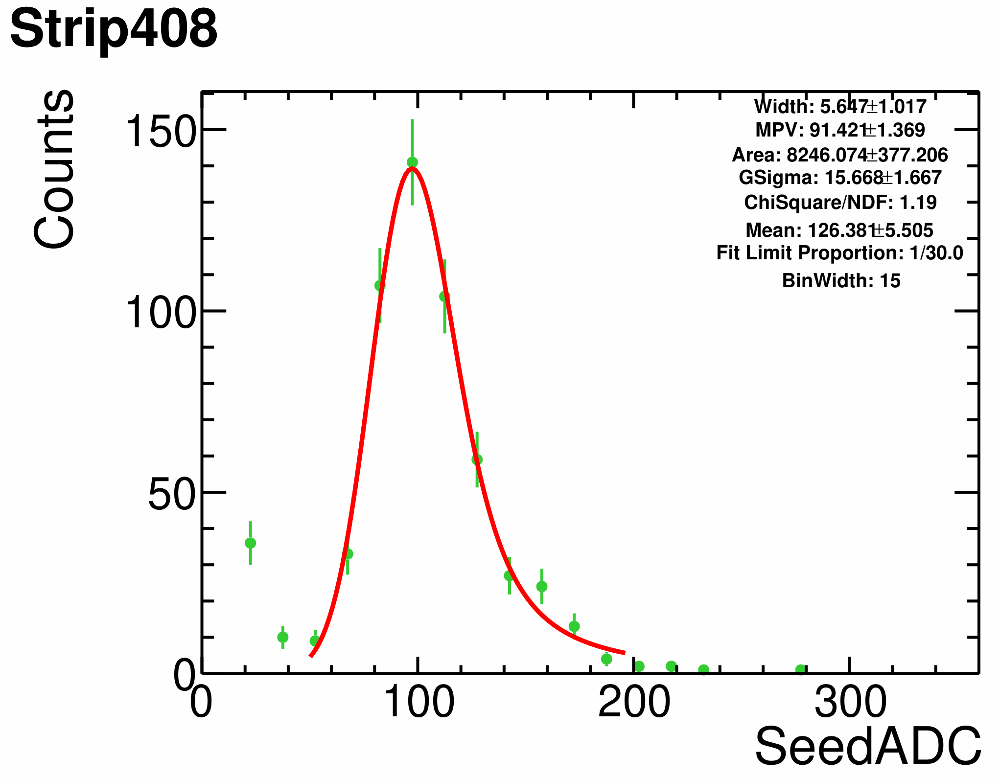 Strip408
Counts
150
100
50
0
0 100 200 300
SeedADC
Width: 5.647±1.017
MPV: 91.421±1.369
Area: 8246.074±377.206
GSigma: 15.668±1.667
ChiSquare/NDF: 1.19
Mean: 126.381±5.505
Fit Limit Proportion: 1/30.0
BinWidth: 15